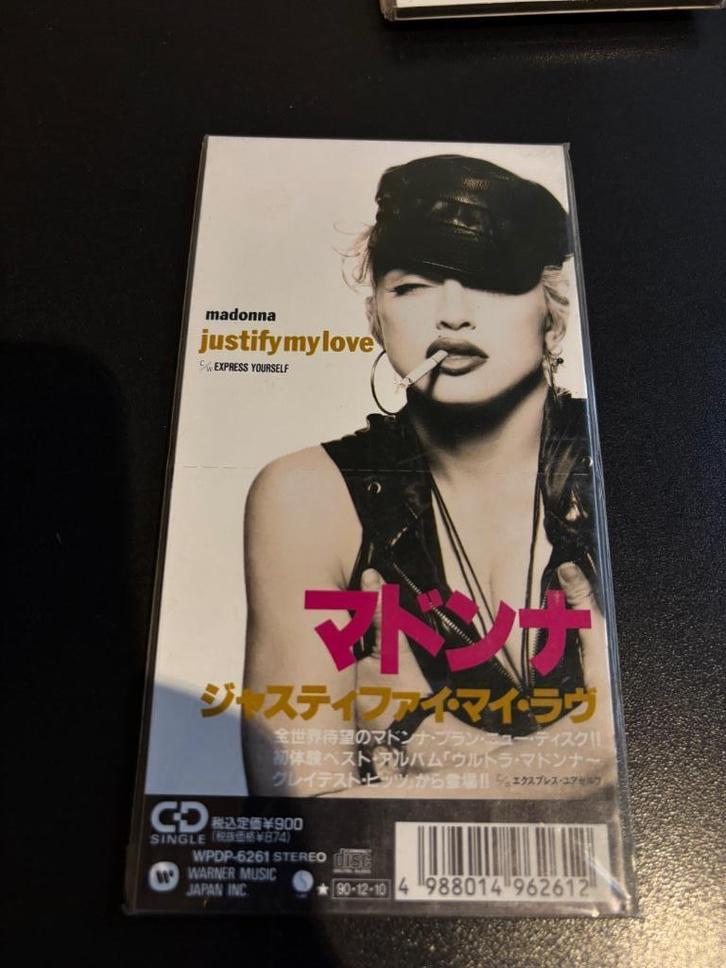 madonna
justifymylove
C/W EXPRESS YOURSELF
マドンナ
ジャスティファイ・マイ・ラヴ
全世界待望のマドンナ・ブラン・ニュー・ディスク!!
初体験ベスト・アルバム「ウルトラ・マドンナ〜
グレイテスト・ヒッツ」から登場!! C/W エクスプレス・ユアセルフ
CD 税込定価¥900
SINGLE (税抜価格¥874)
WPDP-6261 STEREO
WARNER MUSIC
JAPAN INC.
COMPACT
disc
DIGITAL AUDIO
★ 90・12・10
4 988014 962612